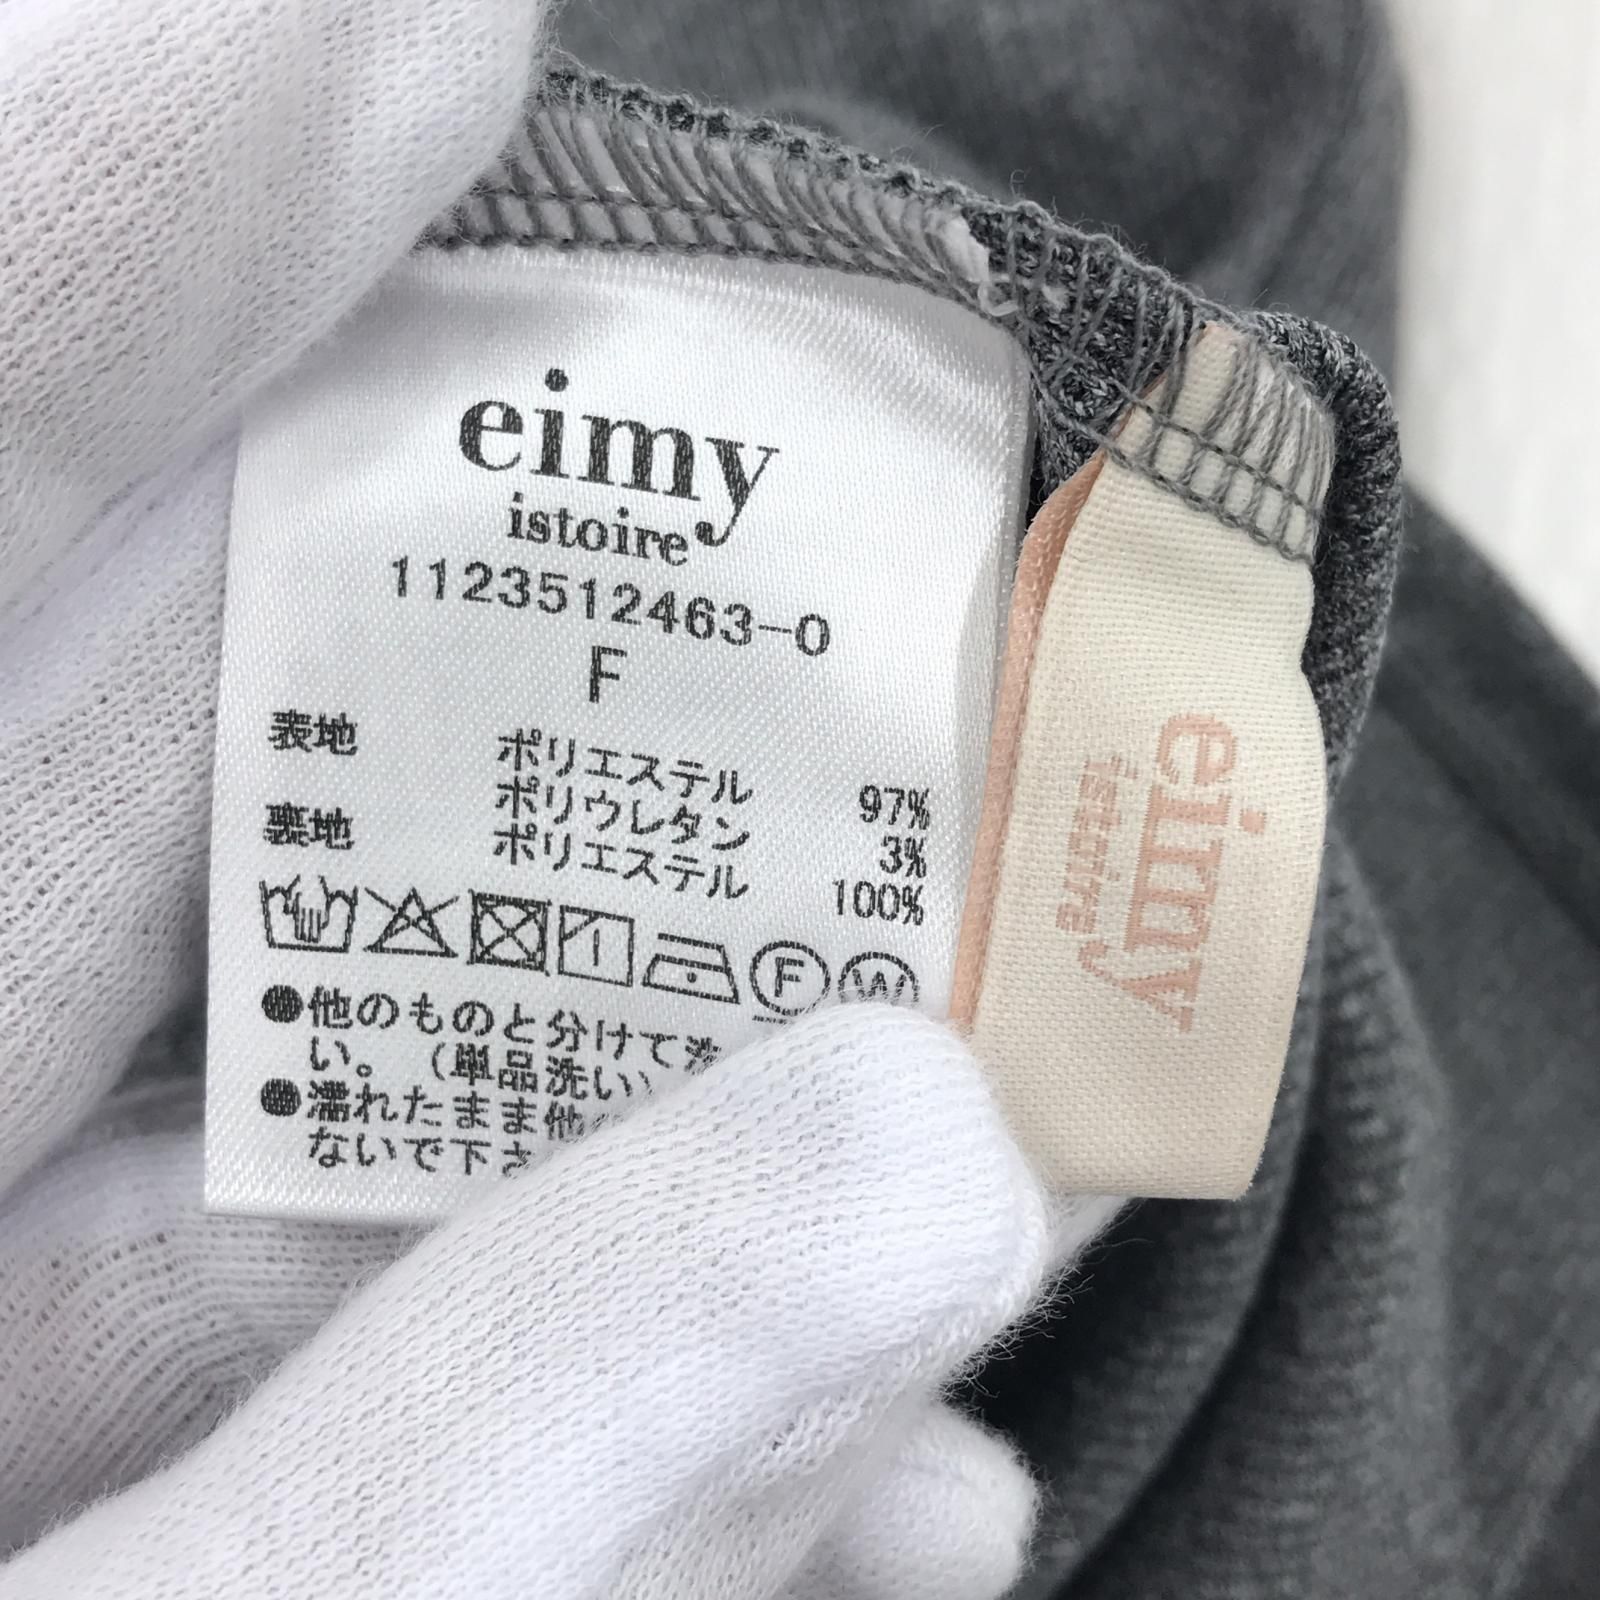 eimy
istoire
1123512463-0
F
表地 ポリエステル 97%
ポリウレタン 3%
裏地 ポリエステル 100%
F W
●他のものと分けて洗
い。 (単品洗い)
●濡れたまま他
ないで下さ
eimy
istoire